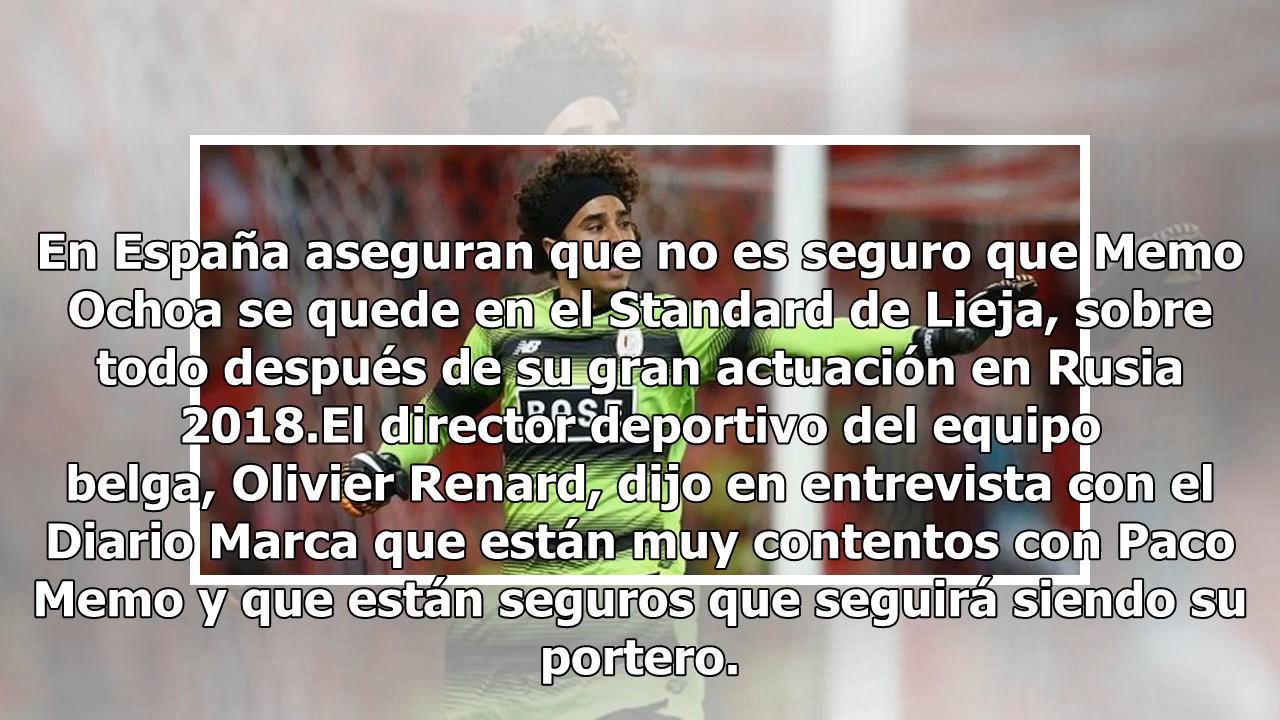 En España aseguran que no es seguro que Memo
Ochoa se quede en el Standard de Lieja, sobre
todo después de su gran actuación en Rusia
2018.El director deportivo del equipo
belga, Olivier Renard, dijo en entrevista con el
Diario Marca que están muy contentos con Paco
Memo y que están seguros que seguirá siendo su
portero.
BASE